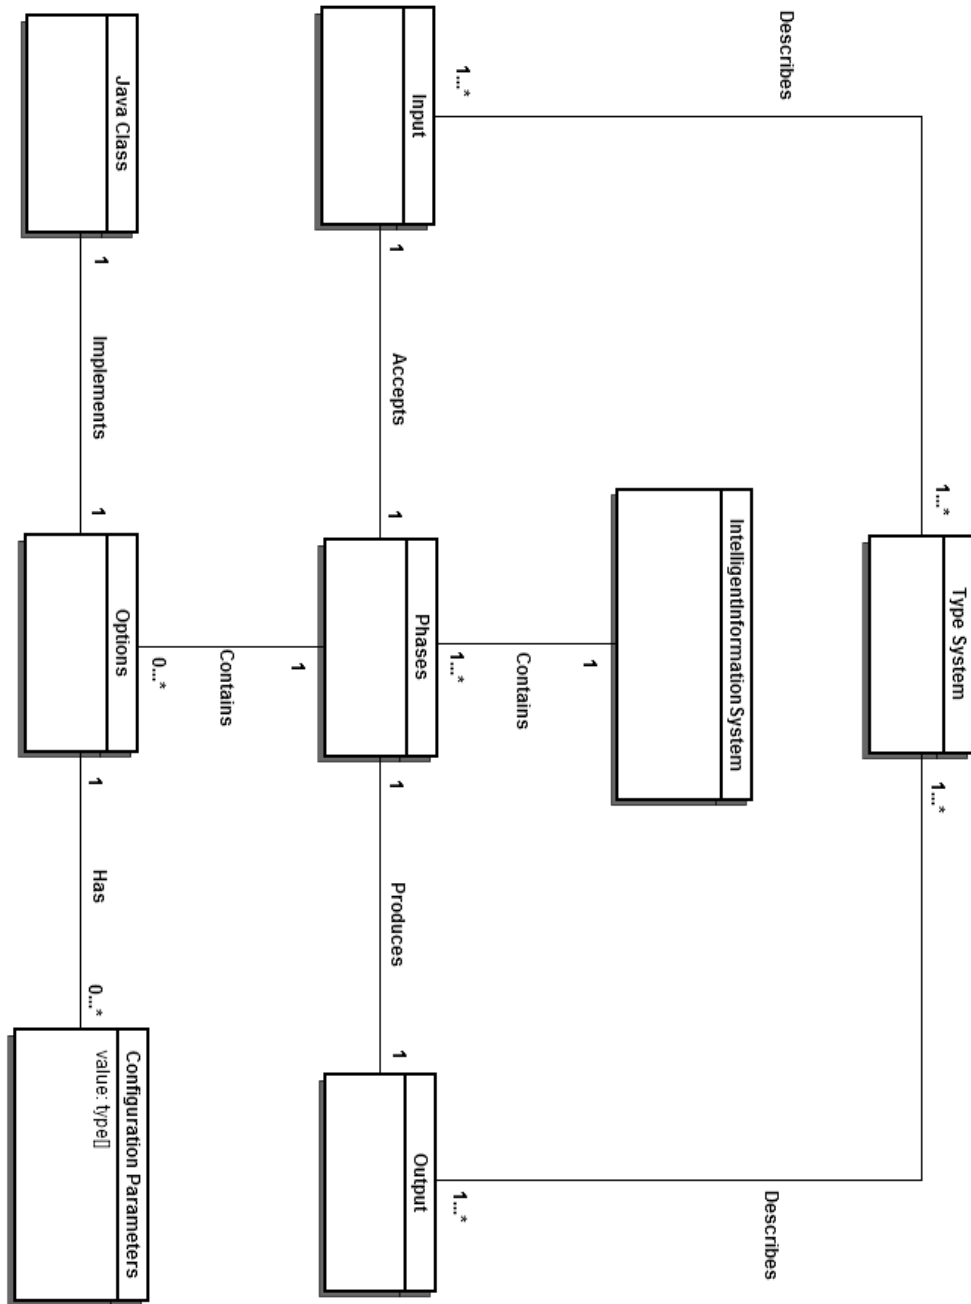 Type System
1...*
1...*
Describes
Describes
IntelligentInformationSystem
1
Contains
1...*
1...*
1...*
Input
1
Accepts
1
Phases
1
Produces
1
Output
1
Contains
0...*
Java Class
1
Implements
1
Options
1
Has
0...*
Configuration Parameters
value: type[]